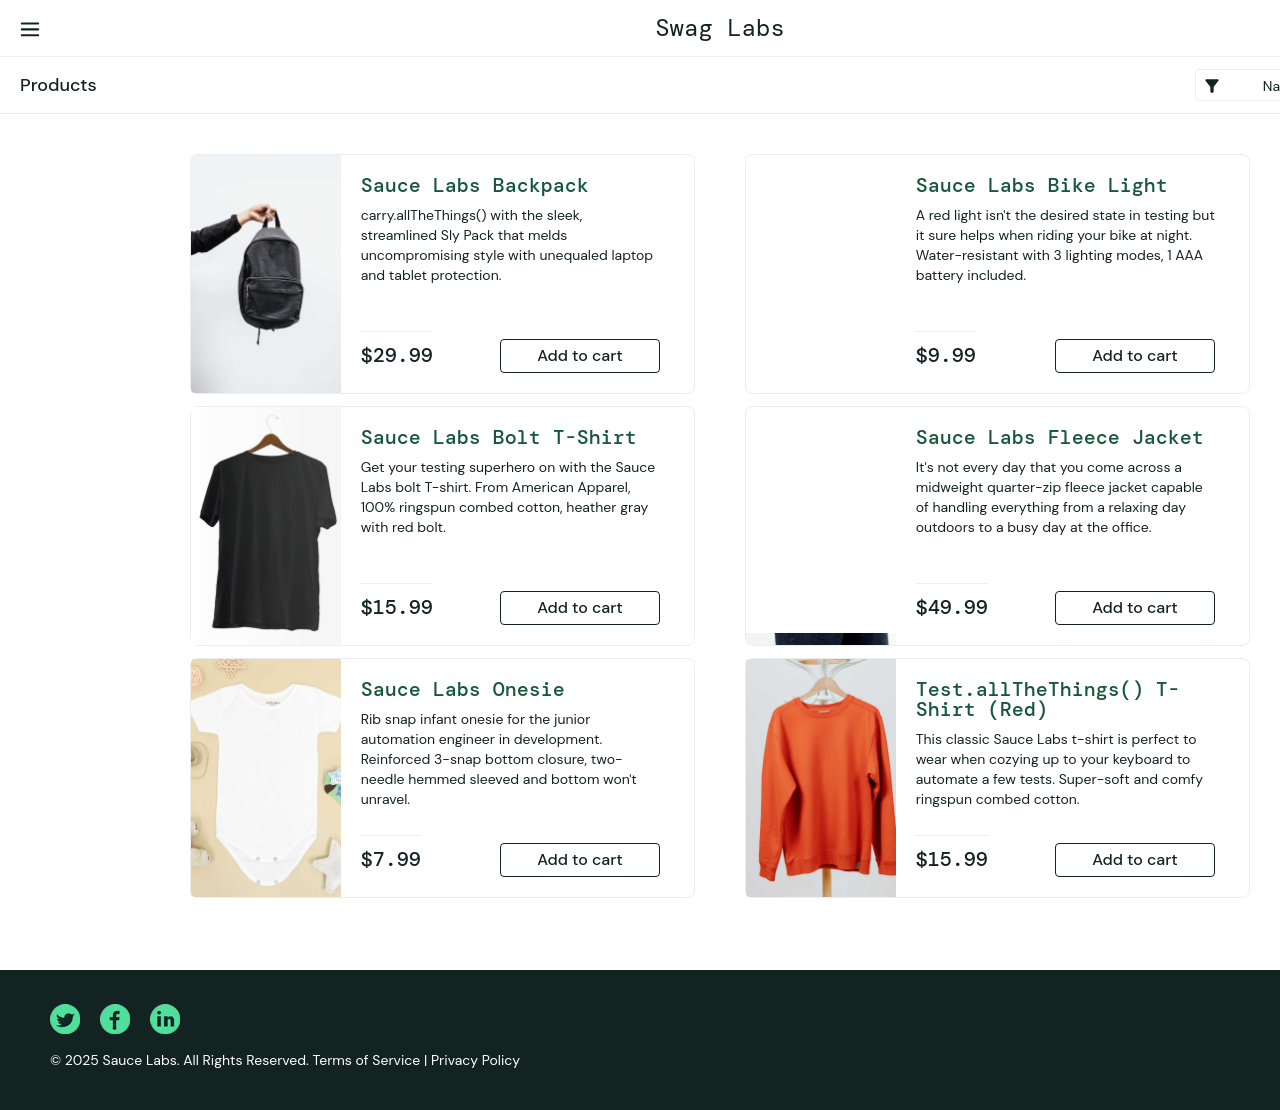 Swag Labs
Products
Na
Sauce Labs Backpack
carry.allTheThings() with the sleek,
streamlined Sly Pack that melds
uncompromising style with unequaled laptop
and tablet protection.
$29.99
Add to cart
Sauce Labs Bike Light
A red light isn't the desired state in testing but
it sure helps when riding your bike at night.
Water-resistant with 3 lighting modes, 1 AAA
battery included.
$9.99
Add to cart
Sauce Labs Bolt T-Shirt
Get your testing superhero on with the Sauce
Labs bolt T-shirt. From American Apparel,
100% ringspun combed cotton, heather gray
with red bolt.
$15.99
Add to cart
Sauce Labs Fleece Jacket
It's not every day that you come across a
midweight quarter-zip fleece jacket capable
of handling everything from a relaxing day
outdoors to a busy day at the office.
$49.99
Add to cart
Sauce Labs Onesie
Rib snap infant onesie for the junior
automation engineer in development.
Reinforced 3-snap bottom closure, two-
needle hemmed sleeved and bottom won't
unravel.
$7.99
Add to cart
Test.allTheThings() T-
Shirt (Red)
This classic Sauce Labs t-shirt is perfect to
wear when cozying up to your keyboard to
automate a few tests. Super-soft and comfy
ringspun combed cotton.
$15.99
Add to cart
© 2025 Sauce Labs. All Rights Reserved. Terms of Service | Privacy Policy